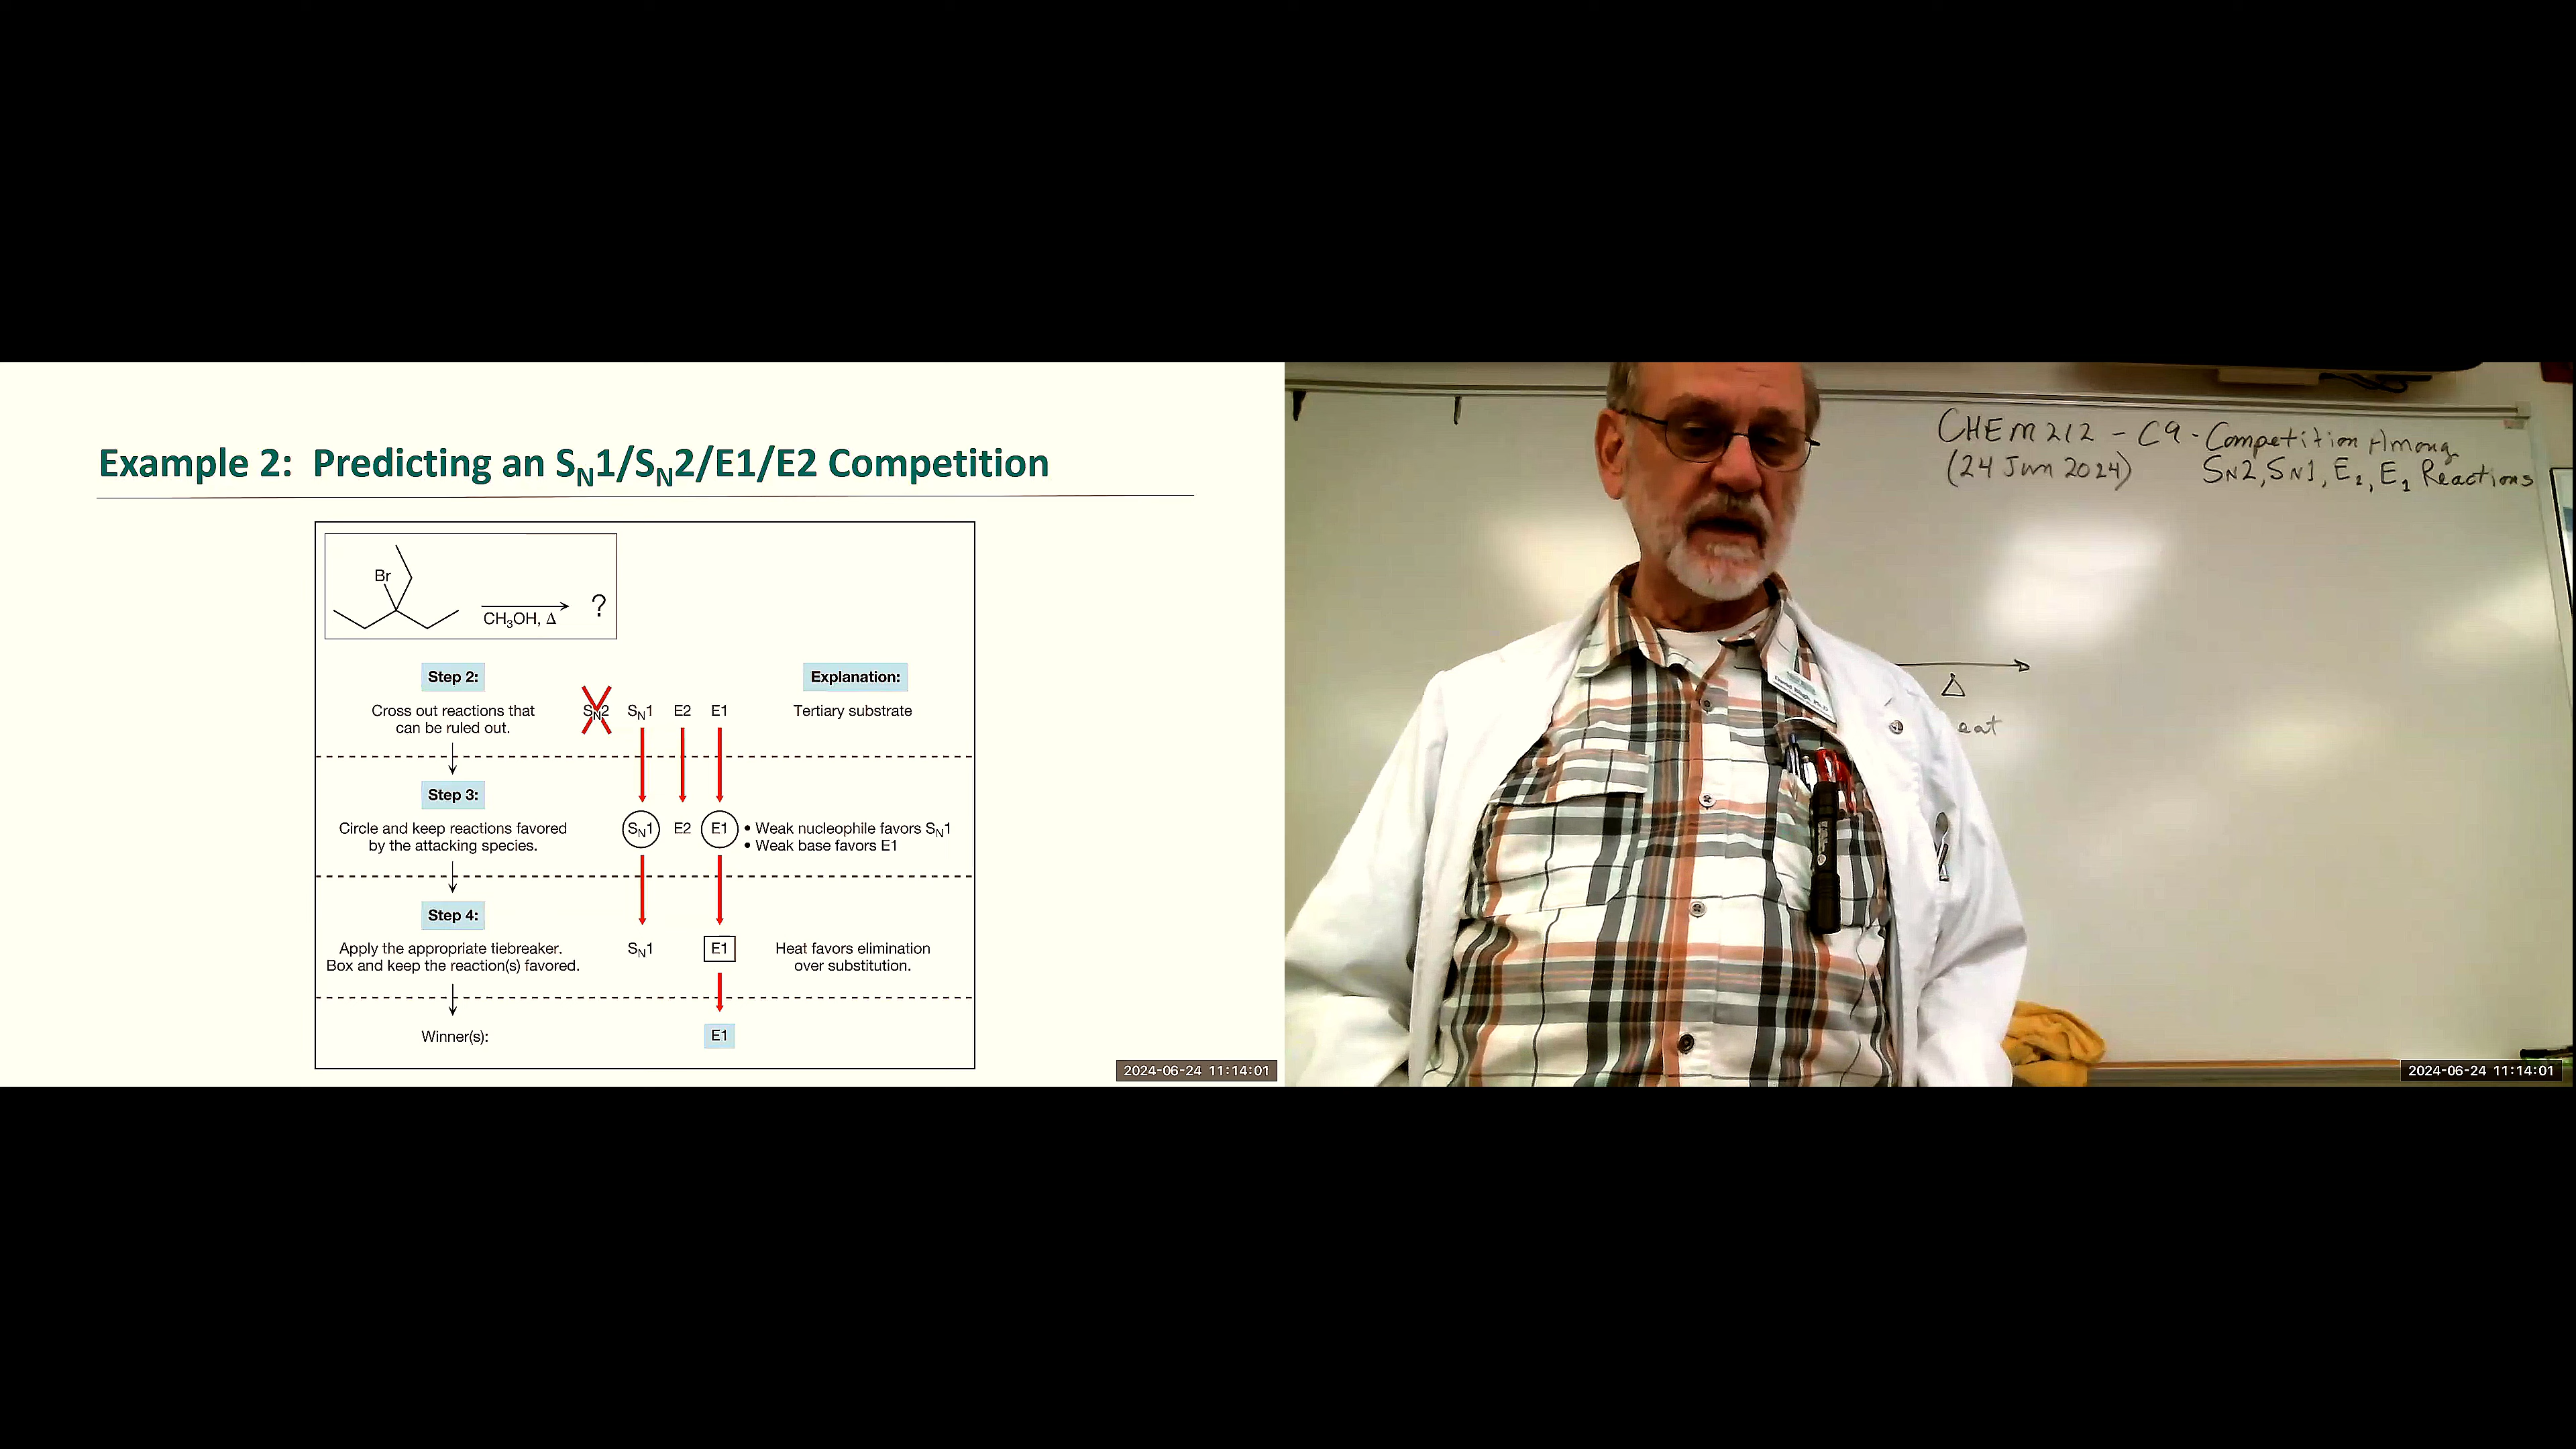 Example 2: Predicting an SN1/SN2/E1/E2 Competition
Br
CH3OH, Δ
?
Step 2:
Explanation:
Cross out reactions that
can be ruled out.
SN2 SN1 E2 E1
Tertiary substrate
Step 3:
Circle and keep reactions favored
by the attacking species.
SN1 E2 E1
• Weak nucleophile favors SN1
• Weak base favors E1
Step 4:
Apply the appropriate tiebreaker.
Box and keep the reaction(s) favored.
SN1 E1
Heat favors elimination
over substitution.
Winner(s):
E1
2024-06-24 11:14:01
CHEM 212 - C9 - Competition Among
(24 Jun 2024) SN2, SN1, E2, E1 Reactions
Δ
eat
2024-06-24 11:14:01